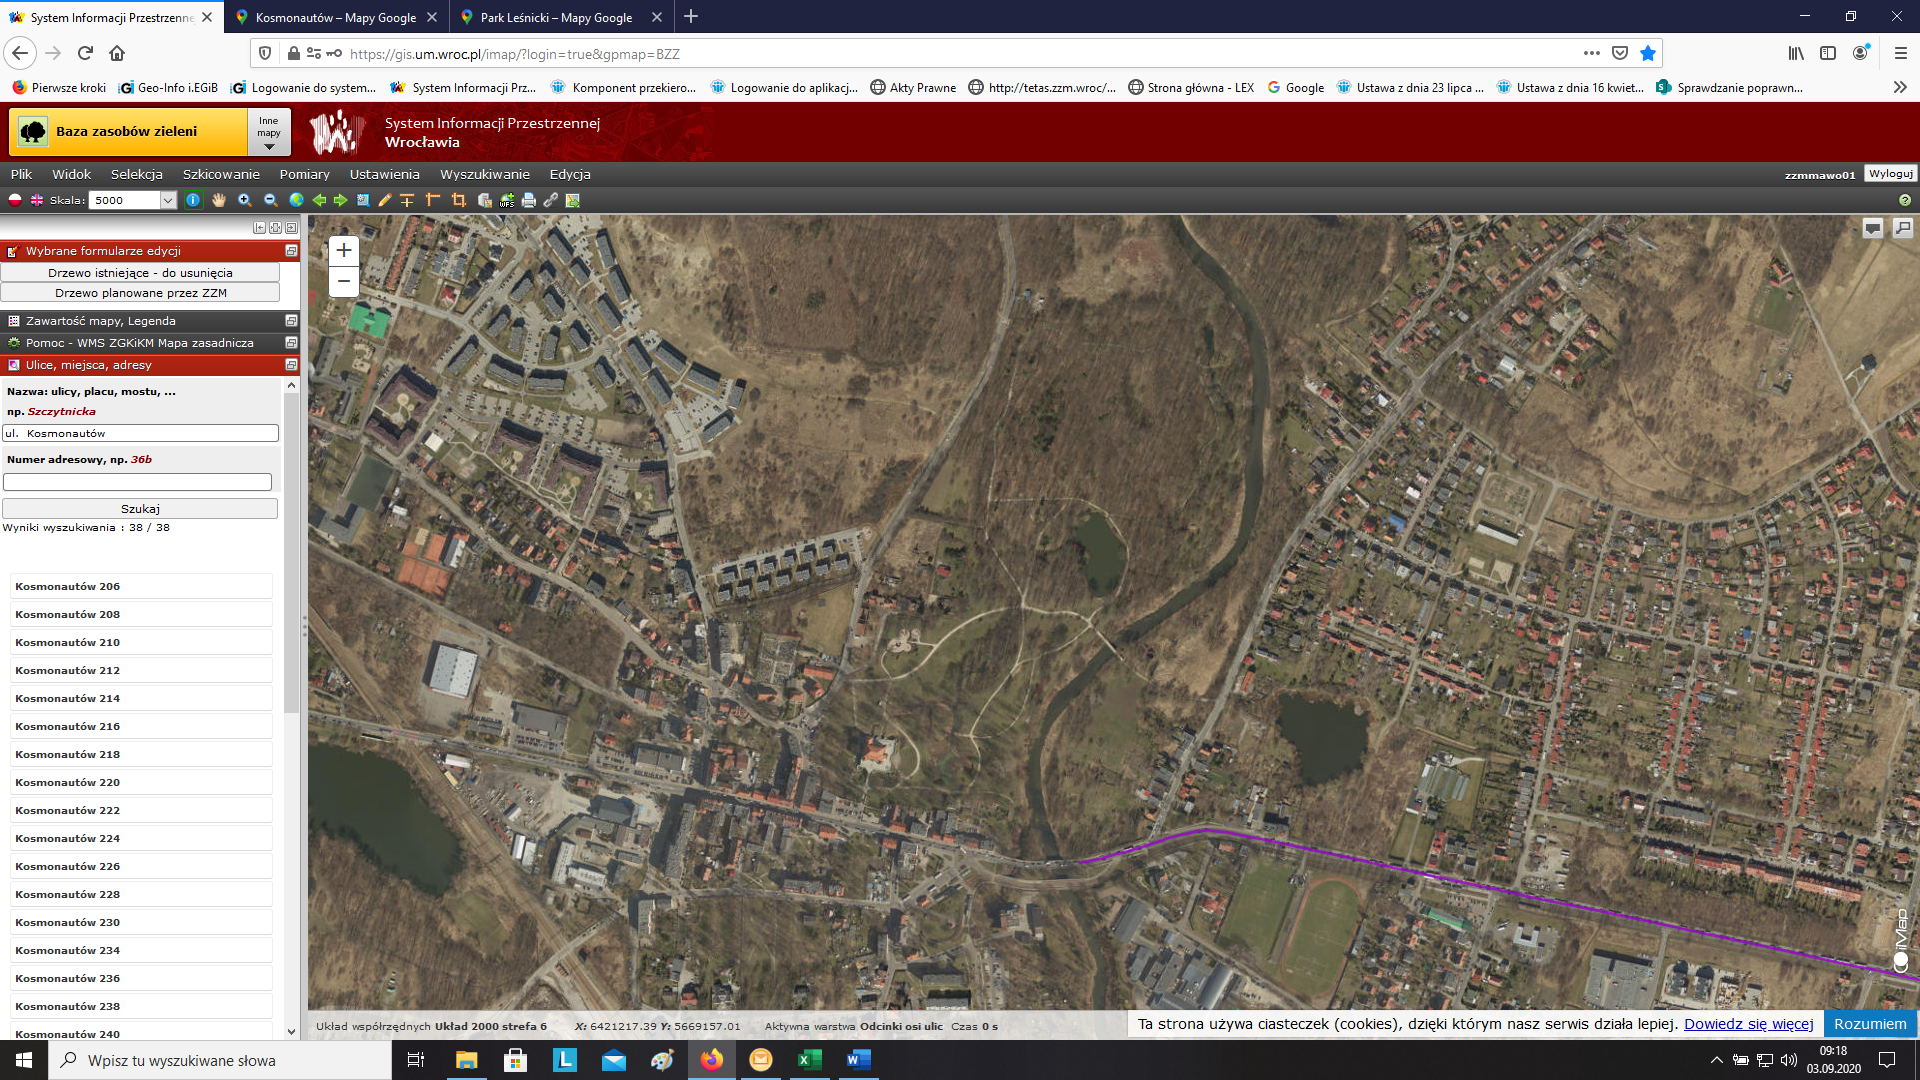 System Informacji Przestrzenne
Kosmonautów – Mapy Google
Park Leśnicki – Mapy Google
https://gis.um.wroc.pl/imap/?login=true&gpmap=BZZ
Pierwsze kroki
Geo-Info i.EGiB
Logowanie do system...
System Informacji Prz...
Komponent przekiero...
Logowanie do aplikacj...
Akty Prawne
http://tetas.zzm.wroc/...
Strona główna - LEX
Google
Ustawa z dnia 23 lipca ...
Ustawa z dnia 16 kwiet...
Sprawdzanie poprawn...
Baza zasobów zieleni
Inne
mapy
System Informacji Przestrzennej
Wrocławia
Plik Widok Selekcja Szkicowanie Pomiary Ustawienia Wyszukiwanie Edycja
zzmmawo01 Wyloguj
Skala: 5000
WFS
Wybrane formularze edycji
Drzewo istniejące - do usunięcia
Drzewo planowane przez ZZM
Zawartość mapy, Legenda
Pomoc - WMS ZGKiKM Mapa zasadnicza
Ulice, miejsca, adresy
Nazwa: ulicy, placu, mostu, ...
np. Szczytnicka
ul. Kosmonautów
Numer adresowy, np. 36b
Szukaj
Wyniki wyszukiwania : 38 / 38
Kosmonautów 206
Kosmonautów 208
Kosmonautów 210
Kosmonautów 212
Kosmonautów 214
Kosmonautów 216
Kosmonautów 218
Kosmonautów 220
Kosmonautów 222
Kosmonautów 224
Kosmonautów 226
Kosmonautów 228
Kosmonautów 230
Kosmonautów 234
Kosmonautów 236
Kosmonautów 238
Kosmonautów 240
+
−
iMap
Układ współrzędnych Układ 2000 strefa 6 X: 6421217.39 Y: 5669157.01 Aktywna warstwa Odcinki osi ulic Czas 0 s
Ta strona używa ciasteczek (cookies), dzięki którym nasz serwis działa lepiej. Dowiedz się więcej Rozumiem
Wpisz tu wyszukiwane słowa
09:18
03.09.2020